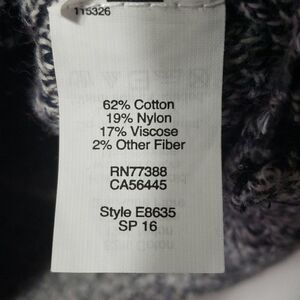 115326
62% Cotton
19% Nylon
17% Viscose
2% Other Fiber
RN77388
CA56445
Style E8635
SP 16